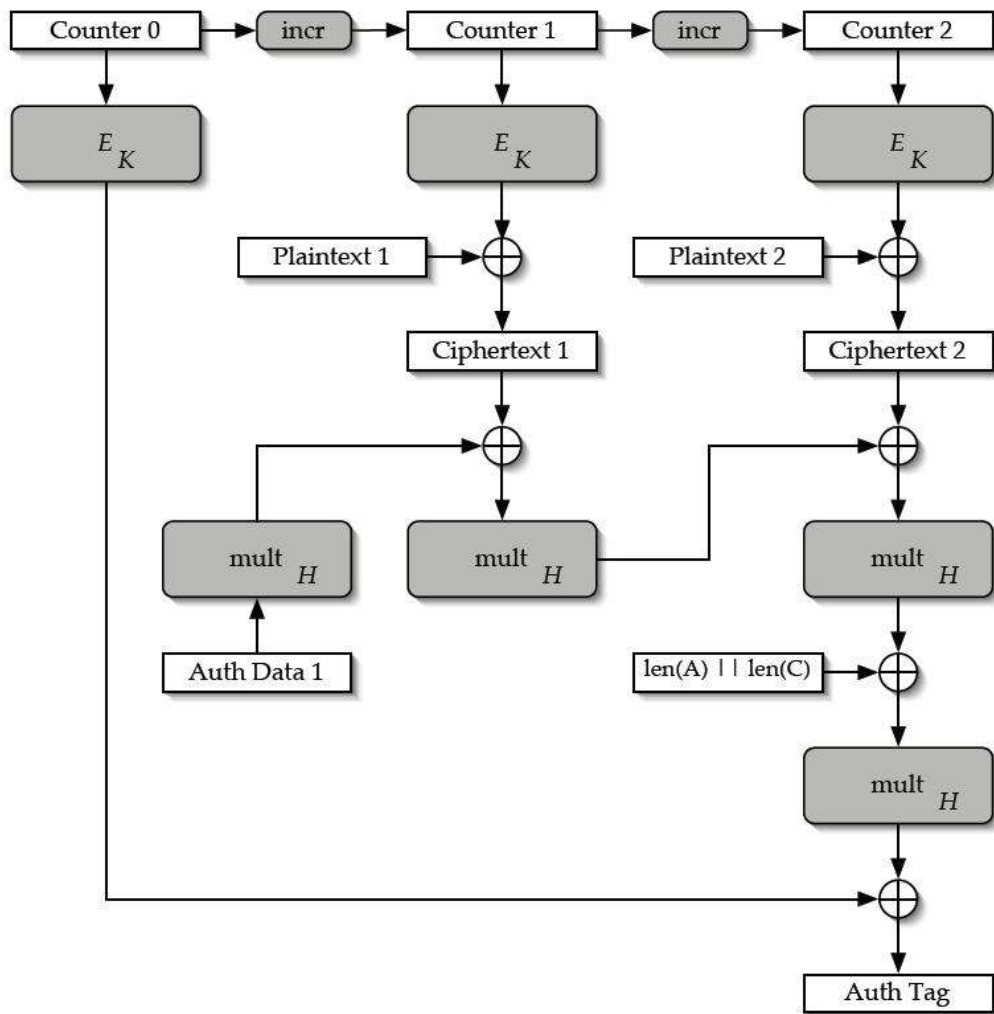 Counter 0
incr
Counter 1
incr
Counter 2
E K
E K
E K
Plaintext 1
Plaintext 2
Ciphertext 1
Ciphertext 2
mult H
mult H
mult H
Auth Data 1
len(A) || len(C)
mult H
Auth Tag